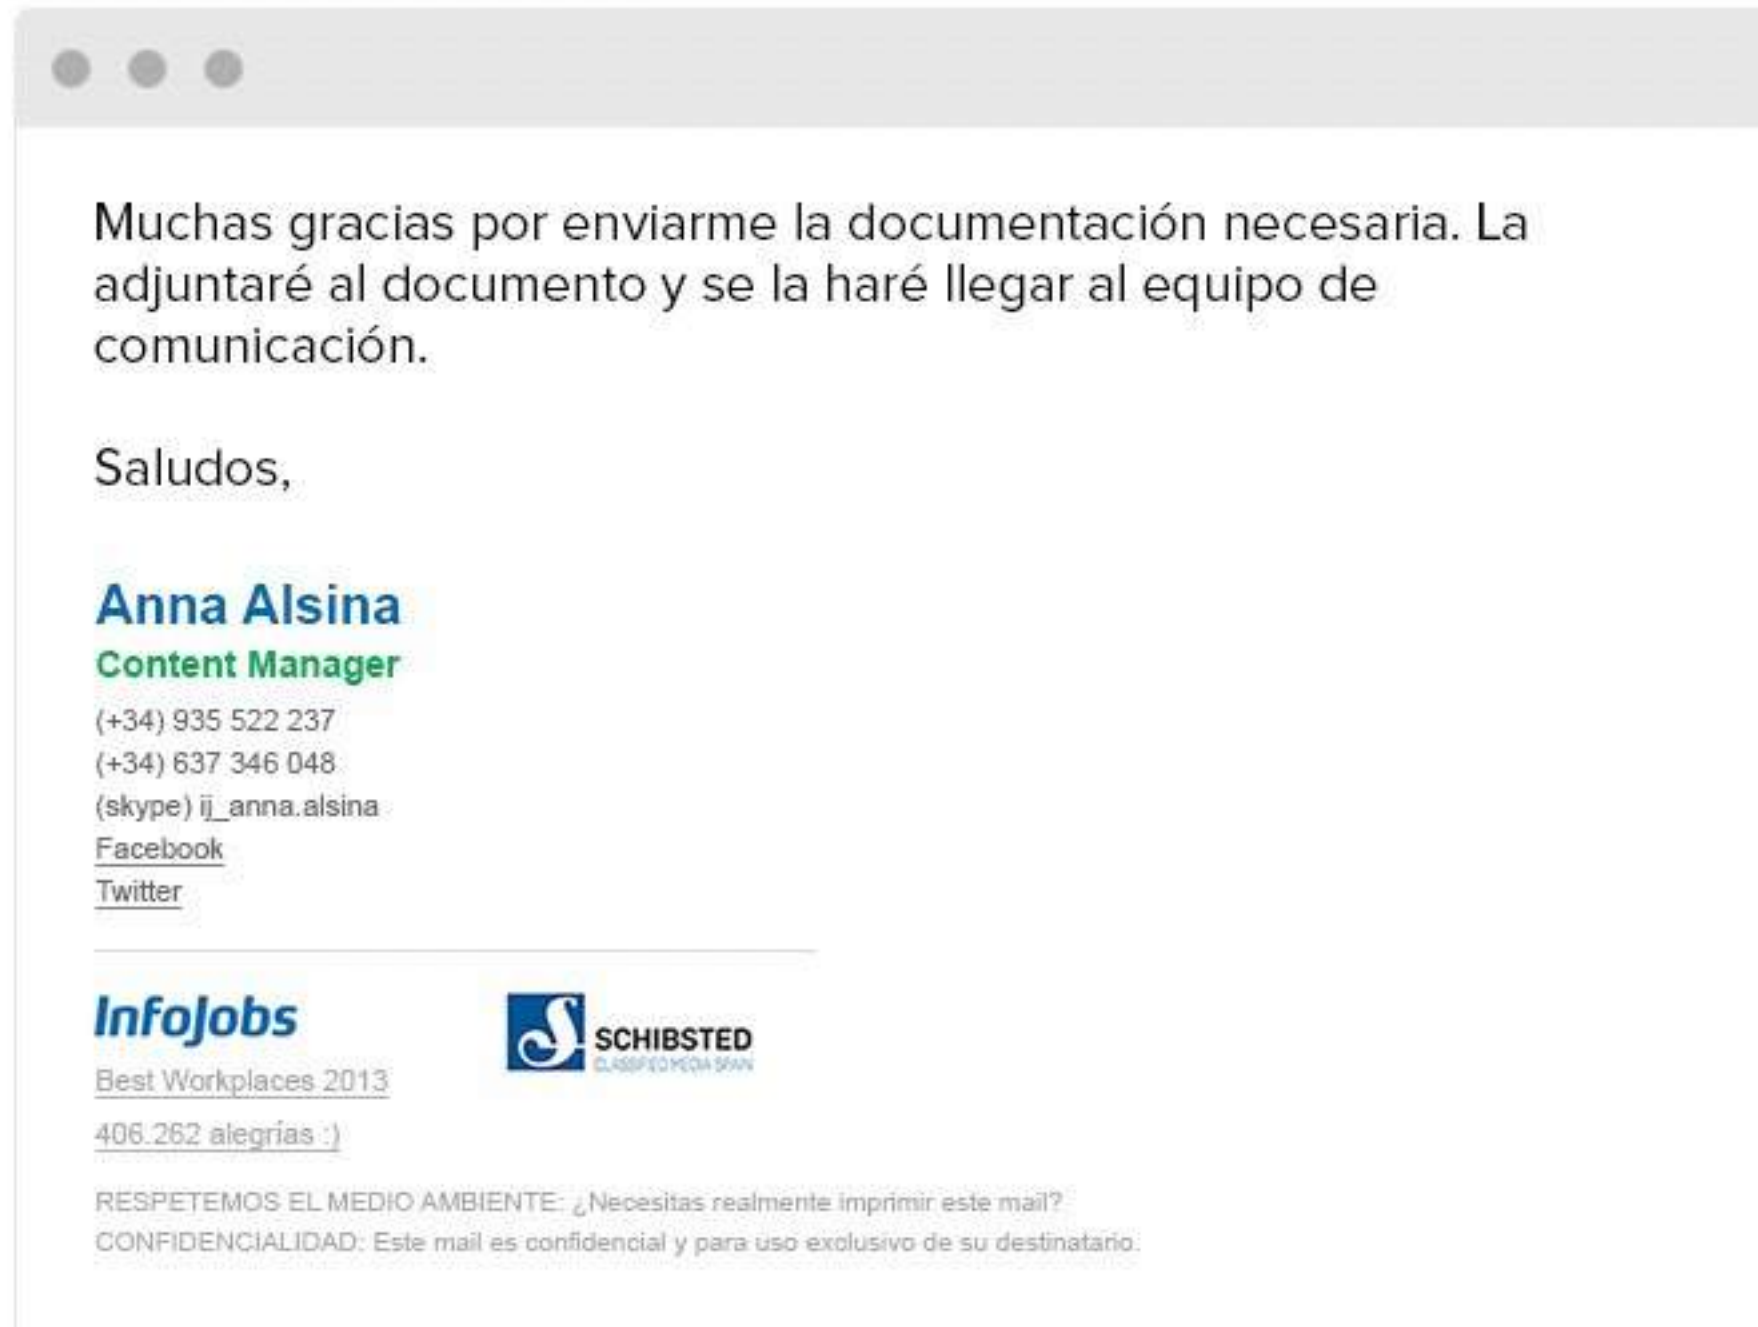 Muchas gracias por enviarme la documentación necesaria. La
adjuntaré al documento y se la haré llegar al equipo de
comunicación.
Saludos,
Anna Alsina
Content Manager
(+34) 935 522 237
(+34) 637 346 048
(skype) ij_anna.alsina
Facebook
Twitter
InfoJobs
SCHIBSTED
CLASSIFIED MEDIA SPAIN
Best Workplaces 2013
406.262 alegrías :)
RESPETEMOS EL MEDIO AMBIENTE: ¿Necesitas realmente imprimir este mail?
CONFIDENCIALIDAD: Este mail es confidencial y para uso exclusivo de su destinatario.